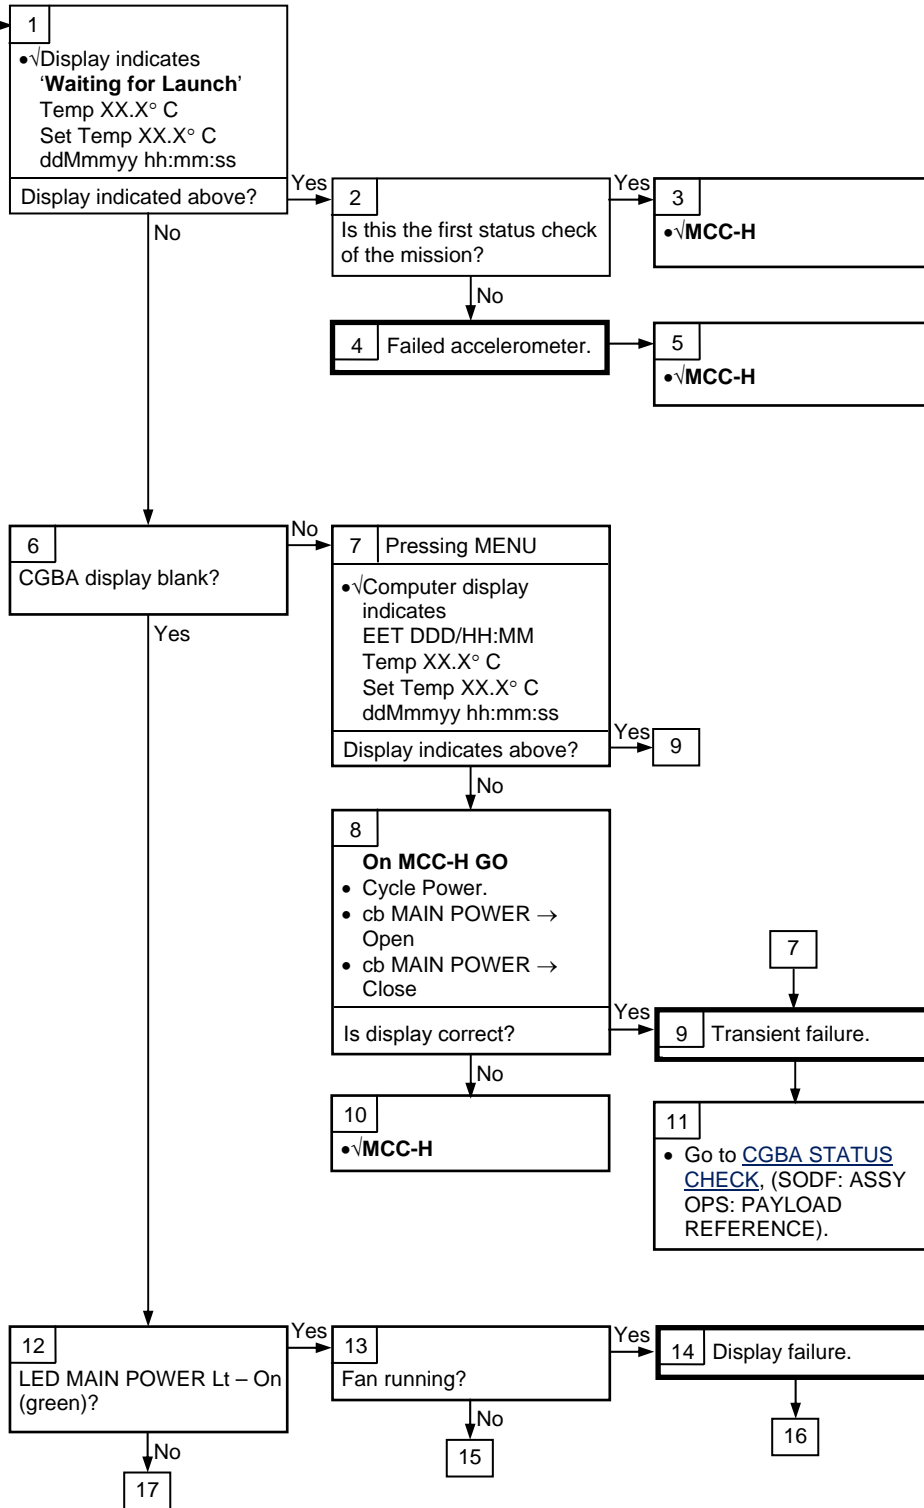 1
•√Display indicates
‘Waiting for Launch’
Temp XX.X° C
Set Temp XX.X° C
ddMmmyy hh:mm:ss
Display indicated above?
Yes
No
2
Is this the first status check
of the mission?
Yes
No
3
•√MCC-H
4 Failed accelerometer.
5
•√MCC-H
6
CGBA display blank?
No
Yes
7 Pressing MENU
•√Computer display
indicates
EET DDD/HH:MM
Temp XX.X° C
Set Temp XX.X° C
ddMmmyy hh:mm:ss
Display indicates above?
Yes
9
No
8
On MCC-H GO
• Cycle Power.
• cb MAIN POWER →
Open
• cb MAIN POWER →
Close
Is display correct?
Yes
No
7
9 Transient failure.
10
•√MCC-H
11
• Go to CGBA STATUS
CHECK, (SODF: ASSY
OPS: PAYLOAD
REFERENCE).
12
LED MAIN POWER Lt – On
(green)?
Yes
No
17
13
Fan running?
Yes
No
15
14 Display failure.
16